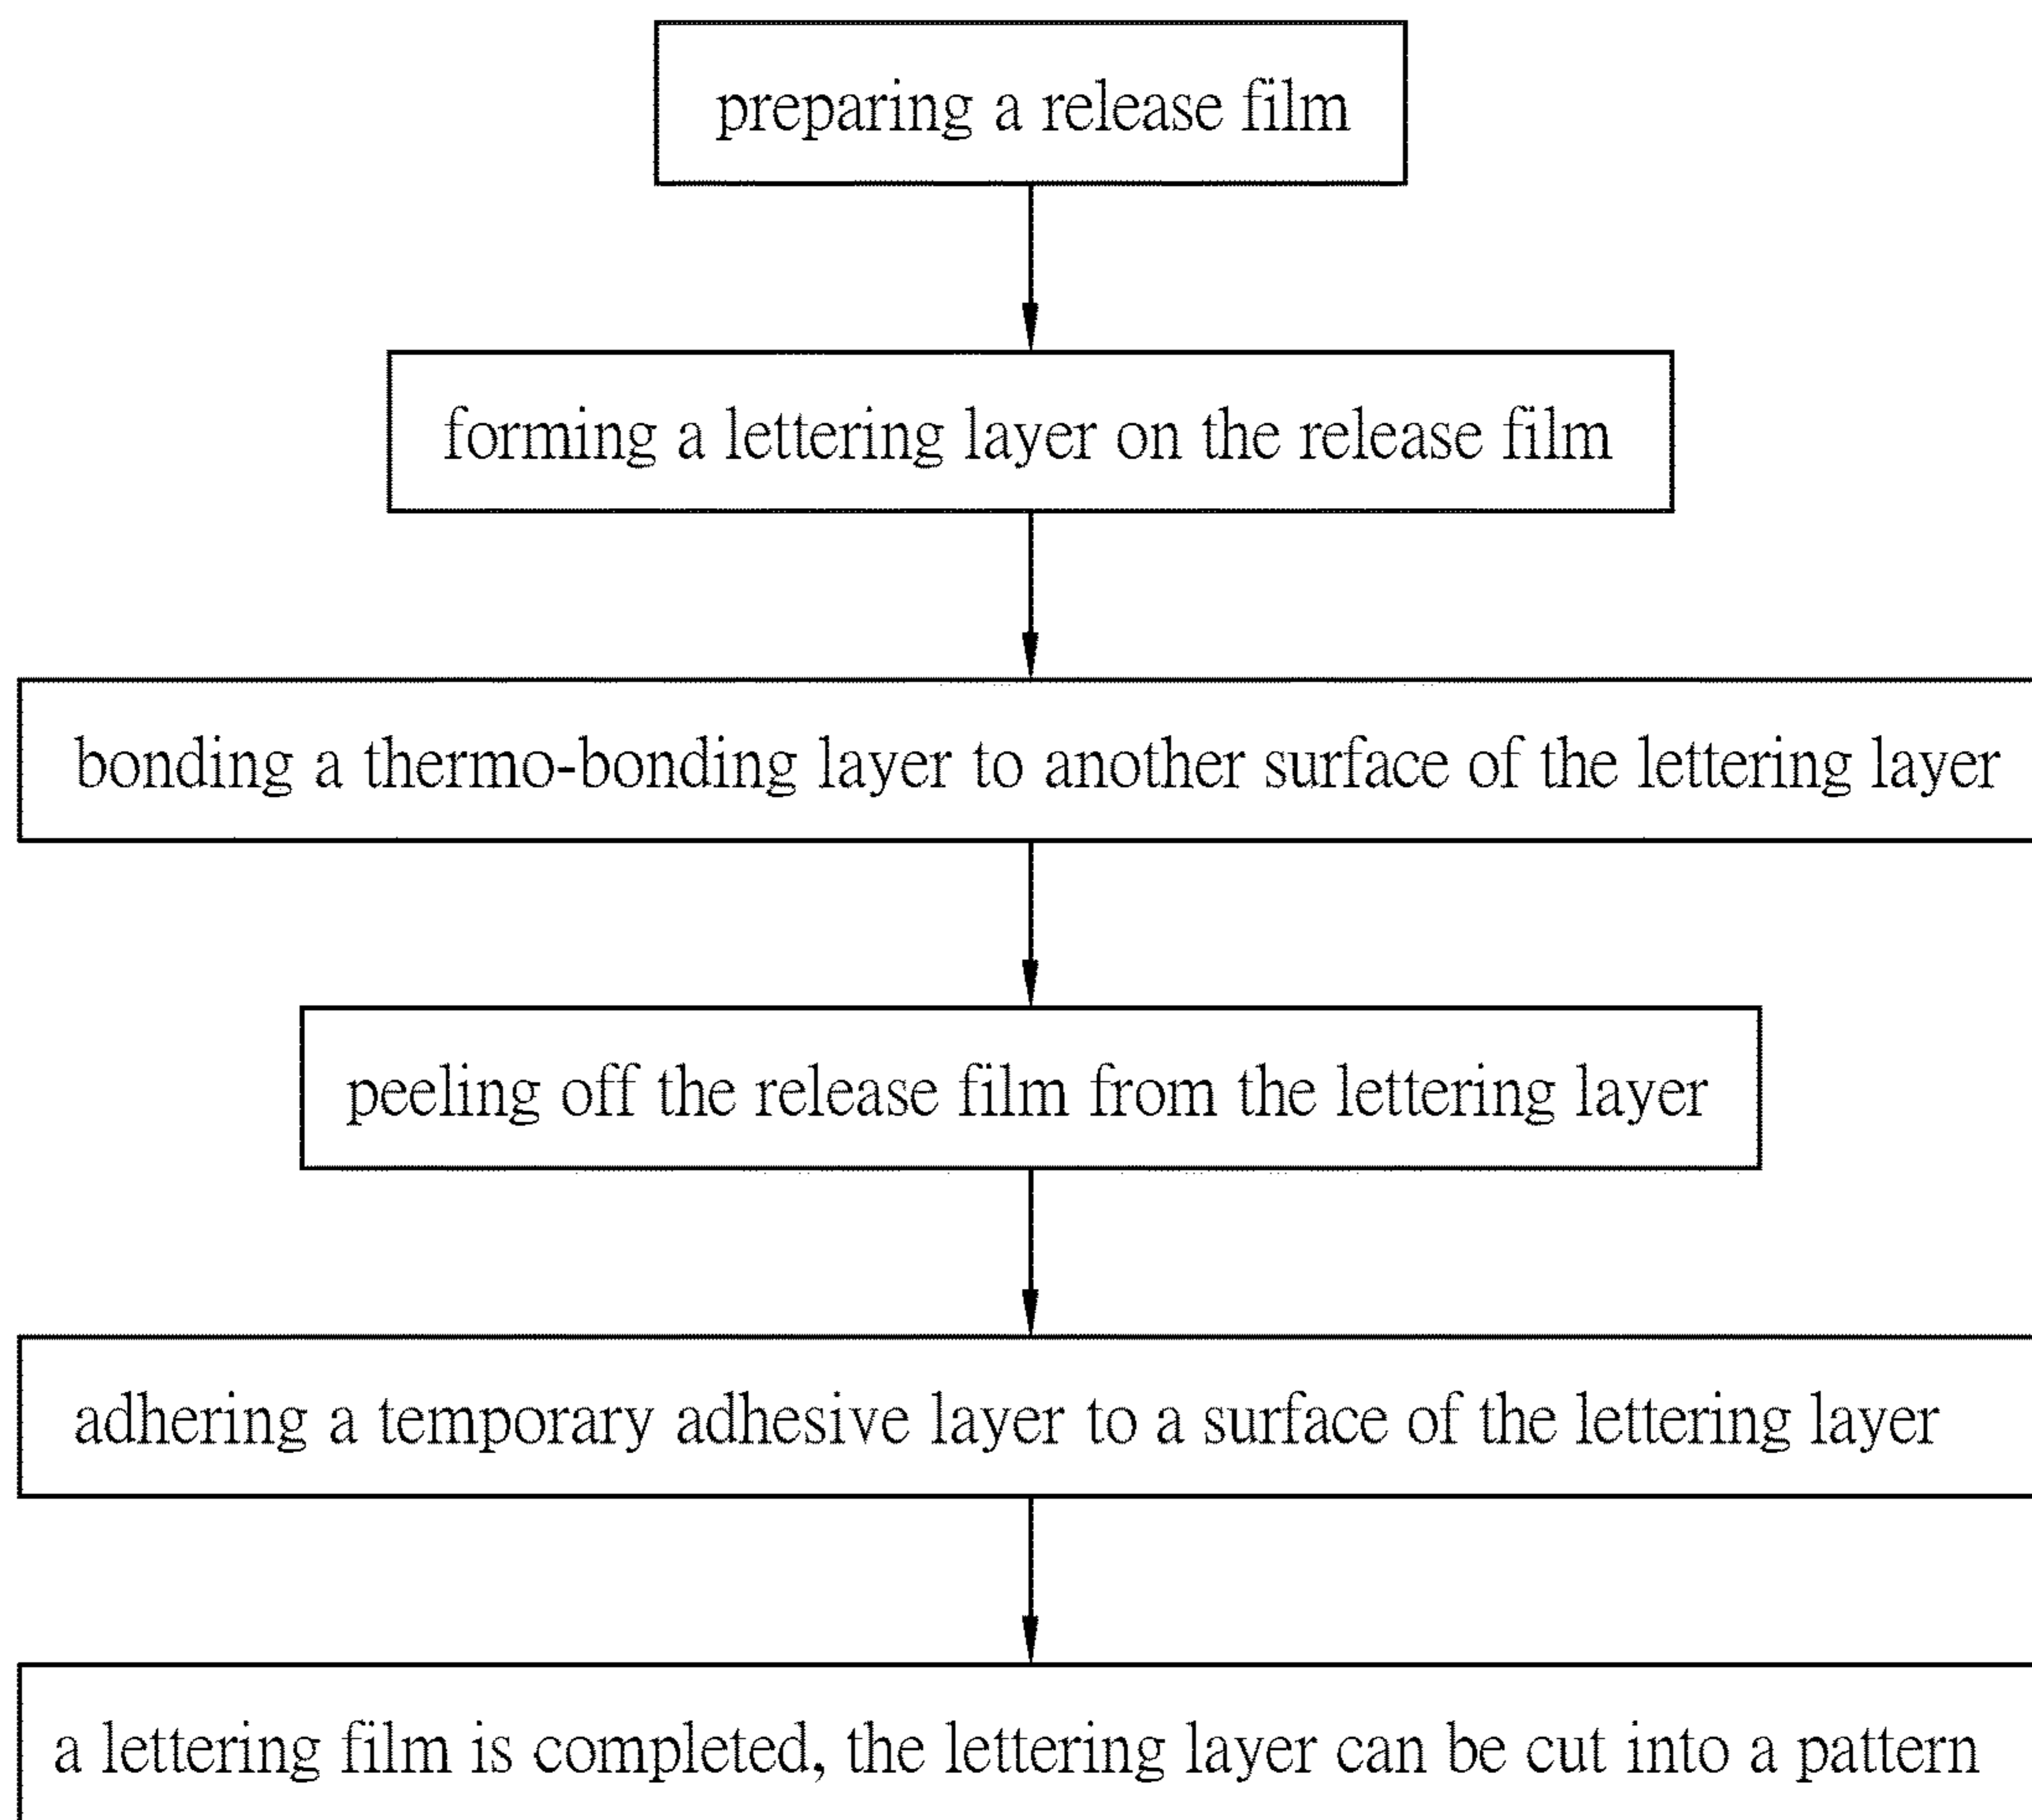 preparing a release film
forming a lettering layer on the release film
bonding a thermo-bonding layer to another surface of the lettering layer
peeling off the release film from the lettering layer
adhering a temporary adhesive layer to a surface of the lettering layer
a lettering film is completed, the lettering layer can be cut into a pattern